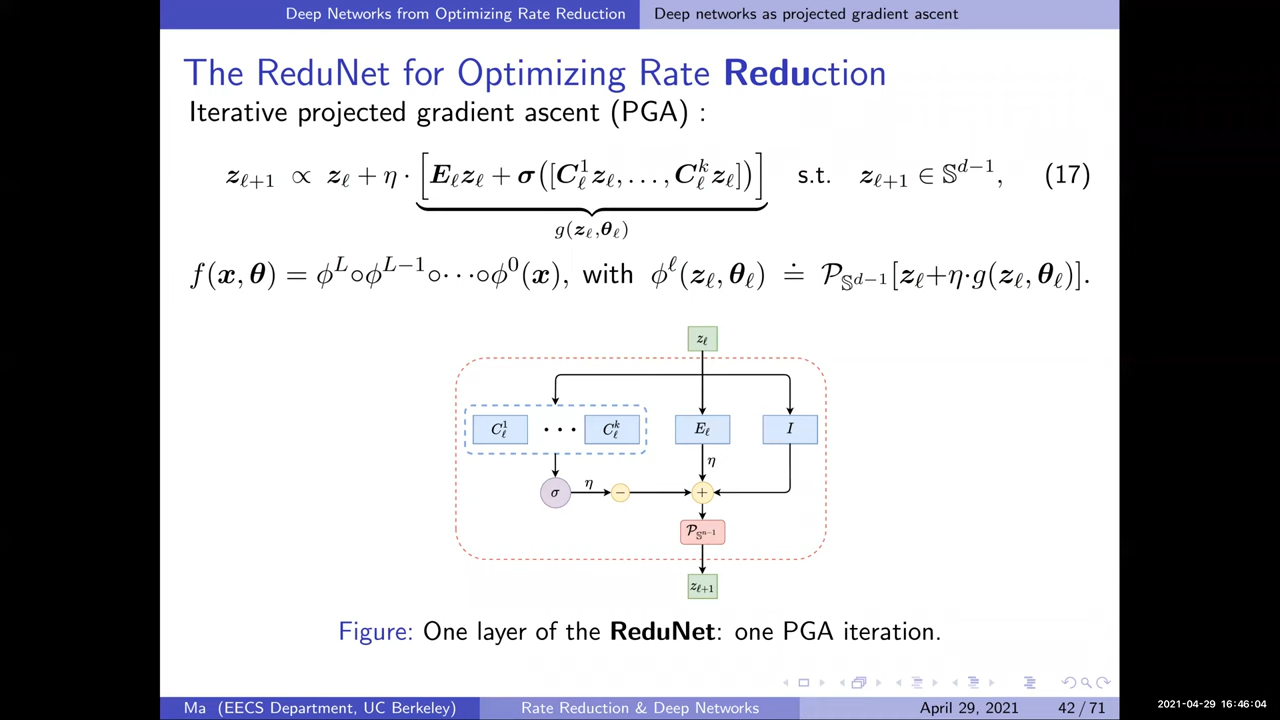 Deep Networks from Optimizing Rate Reduction Deep networks as projected gradient ascent
The ReduNet for Optimizing Rate Reduction
Iterative projected gradient ascent (PGA) :
z_{ℓ+1} ∝ z_ℓ + η · [E_ℓ z_ℓ + σ([C_ℓ^1 z_ℓ, . . . , C_ℓ^k z_ℓ])] s.t. z_{ℓ+1} ∈ 𝕊^{d−1}, (17)
g(z_ℓ, θ_ℓ)
f(x, θ) = ϕ^L ∘ ϕ^{L−1} ∘ · · · ∘ ϕ^0(x), with ϕ^ℓ(z_ℓ, θ_ℓ) ≐ 𝒫_{𝕊^{d−1}}[z_ℓ + η · g(z_ℓ, θ_ℓ)].
z_ℓ
C_ℓ^1 · · · C_ℓ^k E_ℓ I
η
σ η − +
𝒫_{𝕊^{n−1}}
z_{ℓ+1}
Figure: One layer of the ReduNet: one PGA iteration.
Ma (EECS Department, UC Berkeley) Rate Reduction & Deep Networks April 29, 2021 42 / 71
2021-04-29 16:46:04